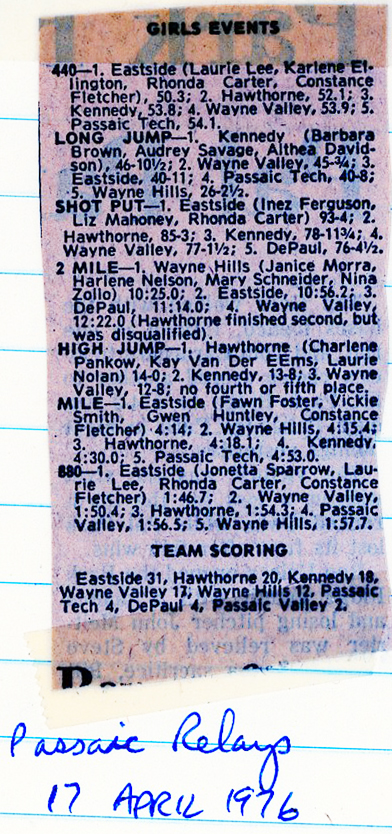 GIRLS EVENTS
440—1. Eastside (Laurie Lee, Karlene El-
lington, Rhonda Carter, Constance
Fletcher), 50.3; 2. Hawthorne, 52.1; 3.
Kennedy, 53.8; 4. Wayne Valley, 53.9; 5.
Passaic Tech, 54.1.
LONG JUMP—1. Kennedy (Barbara
Brown, Audrey Savage, Althea David-
son), 46-10½; 2. Wayne Valley, 45-¾; 3.
Eastside, 40-11; 4. Passaic Tech, 40-8;
5. Wayne Hills, 26-2½.
SHOT PUT—1. Eastside (Inez Ferguson,
Liz Mahoney, Rhonda Carter) 93-4; 2.
Hawthorne, 85-3; 3. Kennedy, 78-11¾; 4.
Wayne Valley, 77-1½; 5. DePaul, 76-4½.
2 MILE—1. Wayne Hills (Janice Morra,
Harlene Nelson, Mary Schneider, Nina
Zollo) 10:25.0; 2. Eastside, 10:56.2; 3.
DePaul, 11:14.0; 4. Wayne Valley,
12:22.0 (Hawthorne finished second, but
was disqualified).
HIGH JUMP—1. Hawthorne (Charlene
Pankow, Kay Van Der EEms, Laurie
Nolan) 14-0; 2. Kennedy, 13-8; 3. Wayne
Valley, 12-8; no fourth or fifth place.
MILE—1. Eastside (Fawn Foster, Vickie
Smith, Gwen Huntley, Constance
Fletcher) 4:14; 2. Wayne Hills, 4:15.4;
3. Hawthorne, 4:18.1; 4. Kennedy,
4:30.0; 5. Passaic Tech, 4:53.0.
880—1. Eastside (Jonetta Sparrow, Lau-
rie Lee, Rhonda Carter, Constance
Fletcher) 1:46.7; 2. Wayne Valley,
1:50.4; 3. Hawthorne, 1:54.3; 4. Passaic
Valley, 1:56.5; 5. Wayne Hills, 1:57.7.
TEAM SCORING
Eastside 31, Hawthorne 20, Kennedy 18,
Wayne Valley 17, Wayne Hills 12, Passaic
Tech 4, DePaul 4, Passaic Valley 2.
and losing pitcher John
was relieved by Steve
Passaic Relays
17 APRIL 1976